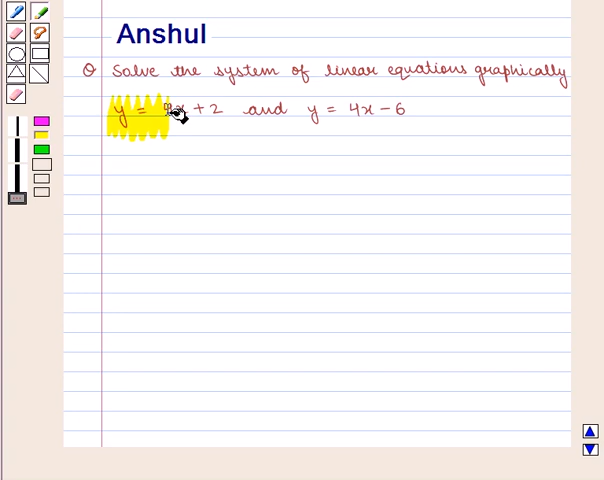 Anshul
Q Solve the system of linear equations graphically
y = + 2 and y = 4x - 6